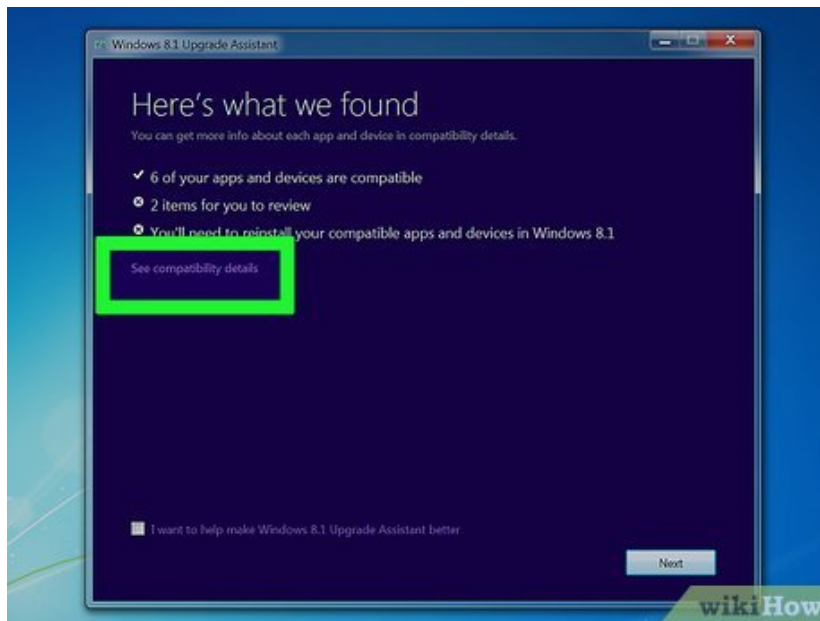 Windows 8.1 Upgrade Assistant
Here's what we found
You can get more info about each app and device in compatibility details.
6 of your apps and devices are compatible
2 items for you to review
You'll need to reinstall your compatible apps and devices in Windows 8.1
See compatibility details
I want to help make Windows 8.1 Upgrade Assistant better
Next
wikiHow